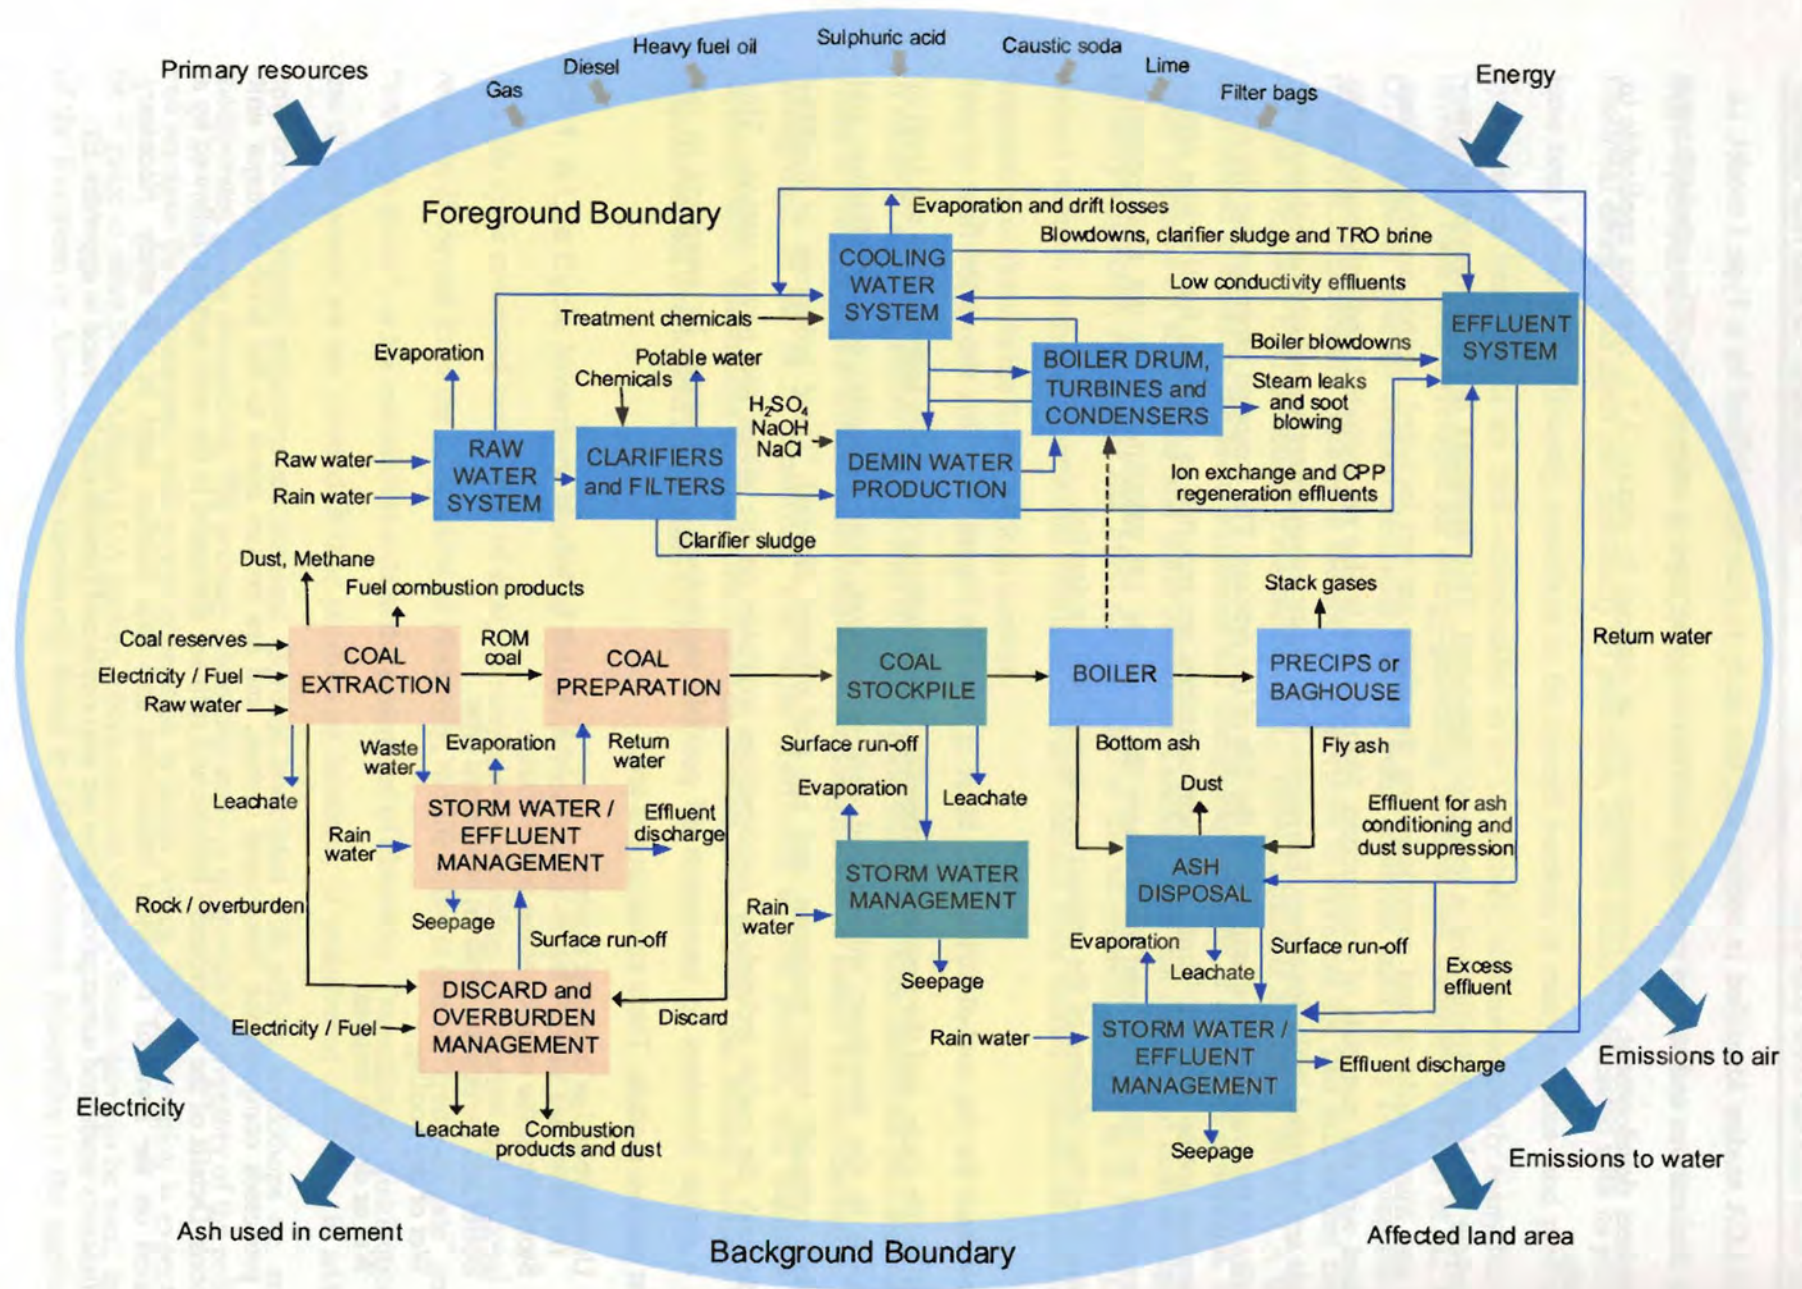 Primary resources
Gas
Diesel
Heavy fuel oil
Sulphuric acid
Caustic soda
Lime
Filter bags
Energy
Foreground Boundary
Evaporation and drift losses
Blowdowns, clarifier sludge and TRO brine
COOLING
WATER
SYSTEM
Low conductivity effluents
Treatment chemicals
EFFLUENT
SYSTEM
Evaporation
Potable water
Chemicals
BOILER DRUM,
TURBINES and
CONDENSERS
Boiler blowdowns
Steam leaks
and soot
blowing
H₂SO₄
NaOH
NaCl
Raw water
Rain water
RAW
WATER
SYSTEM
CLARIFIERS
and FILTERS
DEMIN WATER
PRODUCTION
Ion exchange and CPP
regeneration effluents
Clarifier sludge
Dust, Methane
Fuel combustion products
Stack gases
Coal reserves
Electricity / Fuel
Raw water
COAL
EXTRACTION
ROM
coal
COAL
PREPARATION
COAL
STOCKPILE
BOILER
PRECIPS or
BAGHOUSE
Return water
Waste
water
Evaporation
Return
water
Surface run-off
Bottom ash
Fly ash
Leachate
Evaporation
Leachate
Dust
Effluent for ash
conditioning and
dust suppression
Rain
water
STORM WATER /
EFFLUENT
MANAGEMENT
Effluent
discharge
STORM WATER
MANAGEMENT
ASH
DISPOSAL
Rock / overburden
Seepage
Surface run-off
Rain
water
Seepage
Evaporation
Leachate
Surface run-off
Excess
effluent
Electricity / Fuel
DISCARD and
OVERBURDEN
MANAGEMENT
Discard
Rain water
STORM WATER /
EFFLUENT
MANAGEMENT
Effluent discharge
Leachate
Combustion
products and dust
Seepage
Electricity
Ash used in cement
Background Boundary
Emissions to air
Emissions to water
Affected land area